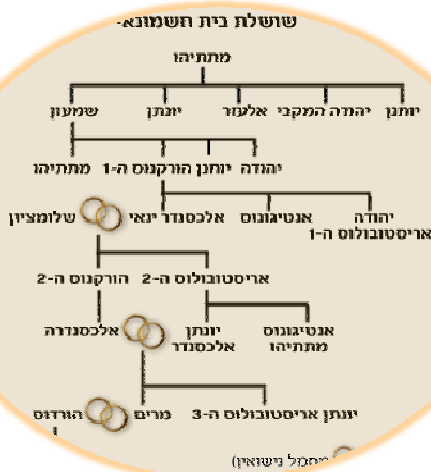 שושלת בית חשמונאי
מתתיהו
יוחנן יהודה המקבי אלעזר יונתן שמעון
יהודה יוחנן הורקנוס ה-1 מתתיהו
יהודה אריסטובולוס ה-1 אנטיגונוס אלכסנדר ינאי שלומציון
אריסטובולוס ה-2 הורקנוס ה-2
אנטיגונוס מתתיהו יונתן אלכסנדר אלכסנדרה
יונתן אריסטובולוס ה-3 מרים הורדוס
מסמל נישואין)